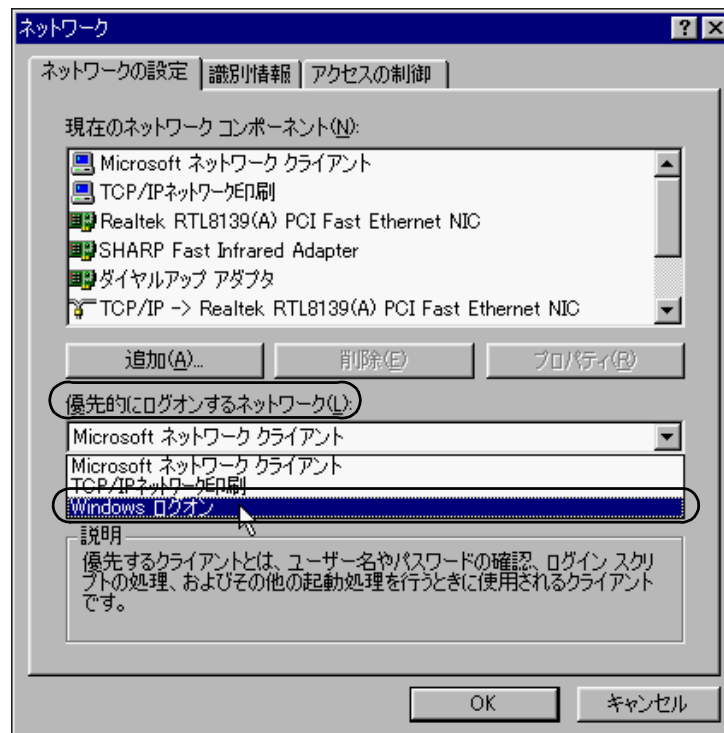 ネットワーク
ネットワークの設定 識別情報 アクセスの制御
現在のネットワーク コンポーネント(N):
Microsoft ネットワーク クライアント
TCP/IPネットワーク印刷
Realtek RTL8139(A) PCI Fast Ethernet NIC
SHARP Fast Infrared Adapter
ダイヤルアップ アダプタ
TCP/IP -> Realtek RTL8139(A) PCI Fast Ethernet NIC
追加(A)... 削除(E) プロパティ(R)
優先的にログオンするネットワーク(L):
Microsoft ネットワーク クライアント
Microsoft ネットワーク クライアント
TCP/IPネットワーク印刷
Windows ログオン
説明
優先するクライアントとは、ユーザー名やパスワードの確認、ログイン スクリ
プトの処理、およびその他の起動処理を行うときに使用されるクライアント
です。
OK キャンセル